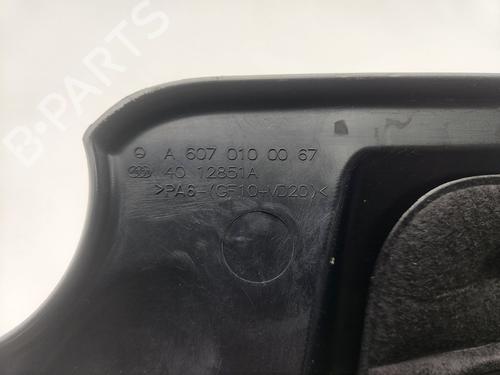 B-PARTS
A 607 010 00 67
40 12851A
>PA6-(GF10+MD20)<